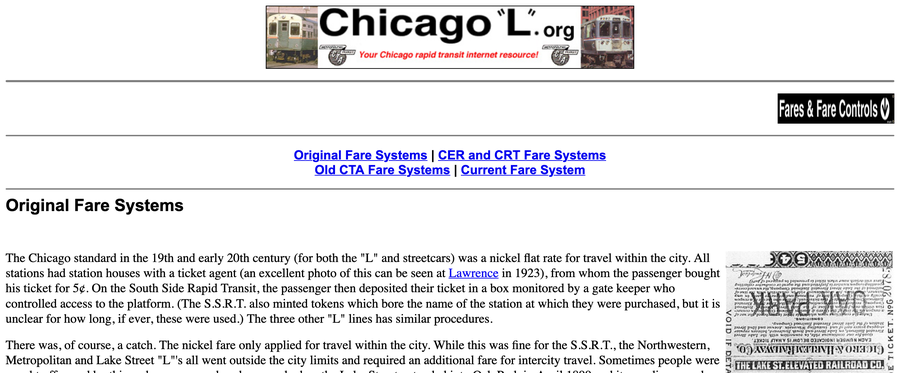 Chicago "L".org
Your Chicago rapid transit internet resource!
Fares & Fare Controls
Original Fare Systems | CER and CRT Fare Systems
Old CTA Fare Systems | Current Fare System
Original Fare Systems
The Chicago standard in the 19th and early 20th century (for both the "L" and streetcars) was a nickel flat rate for travel within the city. All
stations had station houses with a ticket agent (an excellent photo of this can be seen at Lawrence in 1923), from whom the passenger bought
his ticket for 5¢. On the South Side Rapid Transit, the passenger then deposited their ticket in a box monitored by a gate keeper who
controlled access to the platform. (The S.S.R.T. also minted tokens which bore the name of the station at which they were purchased, but it is
unclear for how long, if ever, these were used.) The three other "L" lines has similar procedures.
There was, of course, a catch. The nickel fare only applied for travel within the city. While this was fine for the S.S.R.T., the Northwestern,
Metropolitan and Lake Street "L"'s all went outside the city limits and required an additional fare for intercity travel. Sometimes people were
OAK PARK
CICERO & HARLEM RAILWAY CO.
THE LAKE ST. ELEVATED RAILROAD CO.